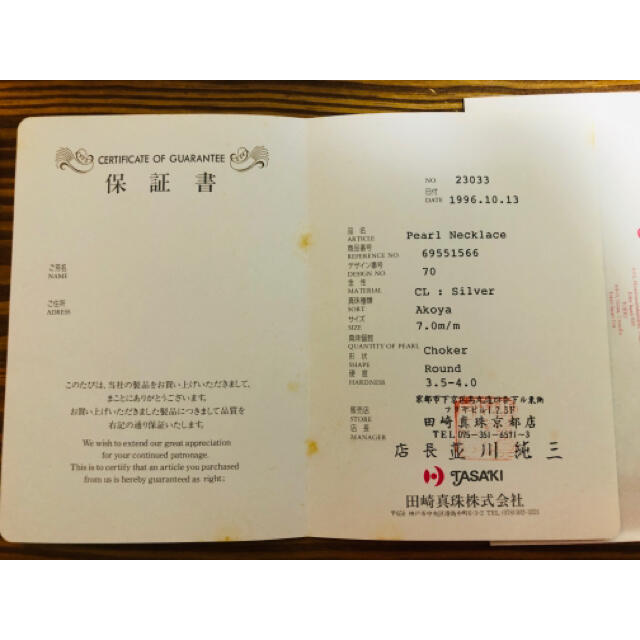 CERTIFICATE OF GUARANTEE
保証書
ご芳名
NAME
ご住所
ADRESS
このたびは、当社の製品をお買い上げいただきまして、
まことにありがとうございます。
お買い上げいただきました製品につきまして品質を
右記の通り保証いたします。
We wish to extend our great appreciation
for your continued patronage.
This is to certify that an article you purchased
from us is hereby guaranteed as right;
NO 23033
日付
DATE 1996.10.13
品名
ARTICLE Pearl Necklace
商品番号
REFERENCE NO 69551566
デザイン番号
DESIGN NO 70
金性
MATERIAL CL : Silver
真珠種類
SORT Akoya
サイズ
SIZE 7.0m/m
真珠個数
QUANTITY OF PEARL Choker
形状
SHAPE Round
硬度
HARDNESS 3.5-4.0
販売店
STORE 田崎真珠京都店
店長
MANAGER TEL 075-351-6571-3
店長 並川純三
TASAKI
田崎真珠株式会社